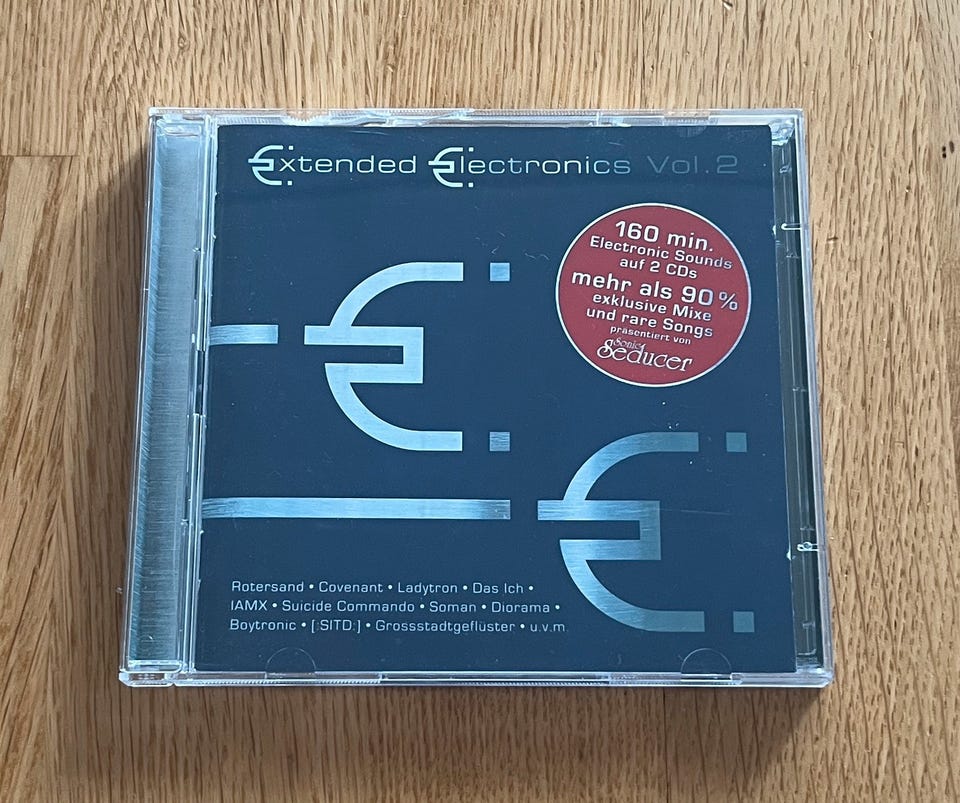 Extended Electronics Vol.2
160 min.
Electronic Sounds
auf 2 CDs
mehr als 90%
exklusive Mixe
und rare Songs
präsentiert von
Sonic
Seducer
Rotersand • Covenant • Ladytron • Das Ich •
IAMX • Suicide Commando • Soman • Diorama •
Boytronic • [:SITD:] • Grossstadtgeflüster • u.v.m.